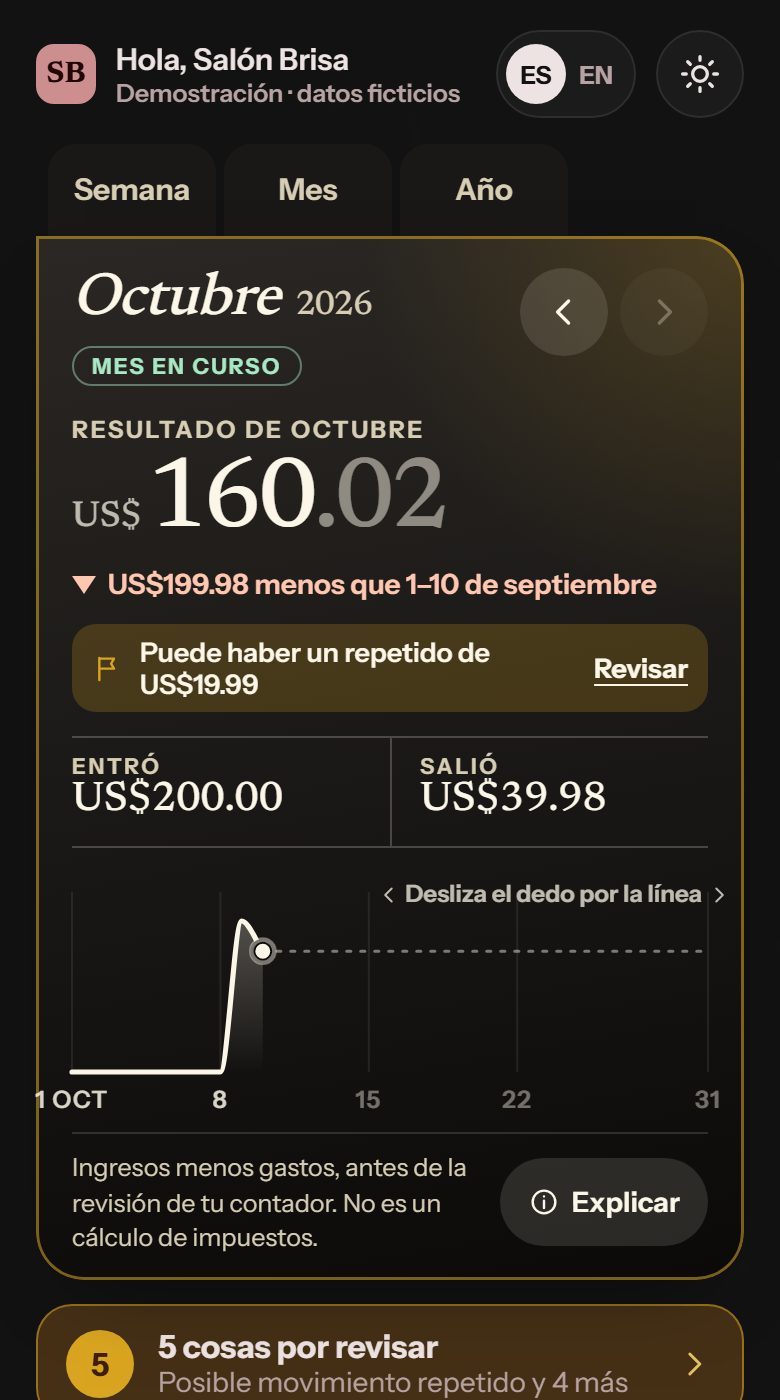 SB
Hola, Salón Brisa
Demostración · datos ficticios
ES EN
Semana Mes Año
Octubre 2026
MES EN CURSO
RESULTADO DE OCTUBRE
US$ 160.02
US$199.98 menos que 1–10 de septiembre
Puede haber un repetido de
US$19.99
Revisar
ENTRÓ
US$200.00
SALIÓ
US$39.98
Desliza el dedo por la línea
1 OCT 8 15 22 31
Ingresos menos gastos, antes de la
revisión de tu contador. No es un
cálculo de impuestos.
Explicar
5
5 cosas por revisar
Posible movimiento repetido y 4 más